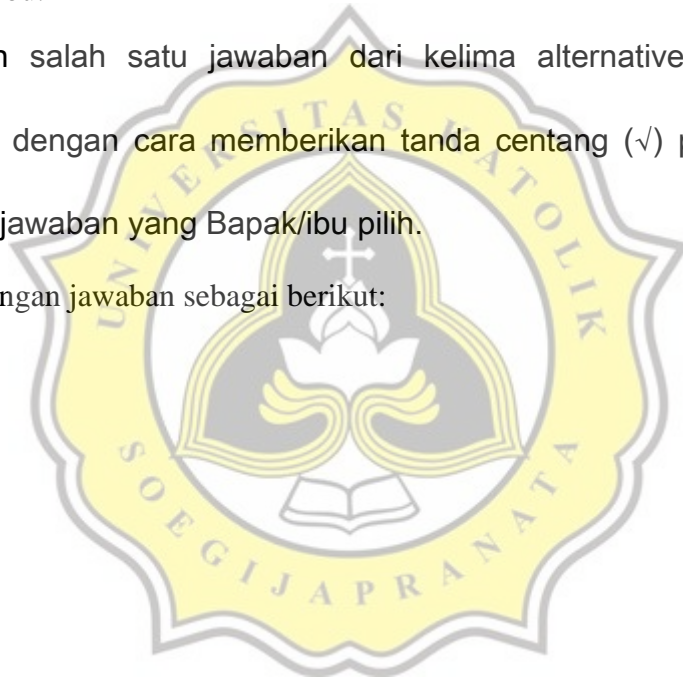 n salah satu jawaban dari kelima alternative
dengan cara memberikan tanda centang (√) p
jawaban yang Bapak/ibu pilih.
ngan jawaban sebagai berikut:
UNIVERSITAS KATOLIK
SOEGIJAPRANATA